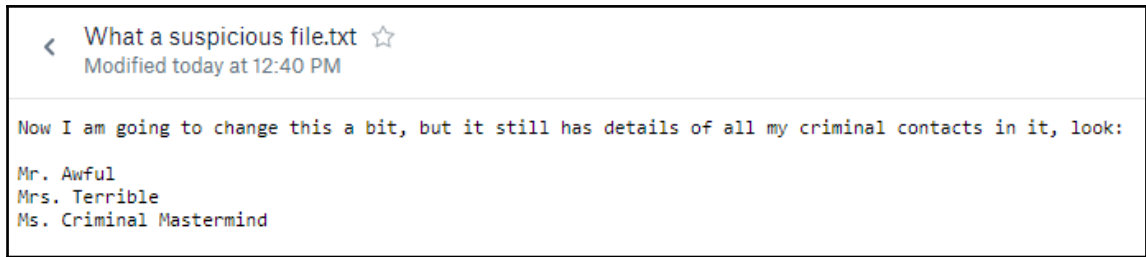 What a suspicious file.txt
Modified today at 12:40 PM
Now I am going to change this a bit, but it still has details of all my criminal contacts in it, look:
Mr. Awful
Mrs. Terrible
Ms. Criminal Mastermind